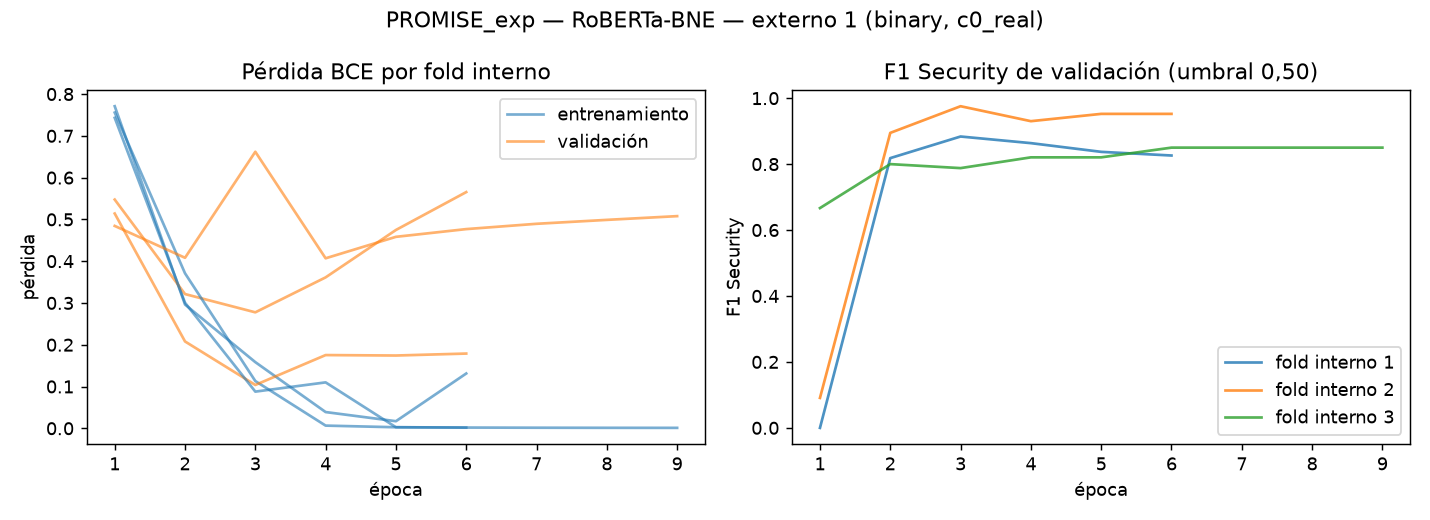 PROMISE_exp — RoBERTa-BNE — externo 1 (binary, c0_real)
Pérdida BCE por fold interno
pérdida
0.8
0.7
0.6
0.5
0.4
0.3
0.2
0.1
0.0
entrenamiento
validación
1 2 3 4 5 6 7 8 9
época
F1 Security de validación (umbral 0,50)
F1 Security
1.0
0.8
0.6
0.4
0.2
0.0
fold interno 1
fold interno 2
fold interno 3
1 2 3 4 5 6 7 8 9
época